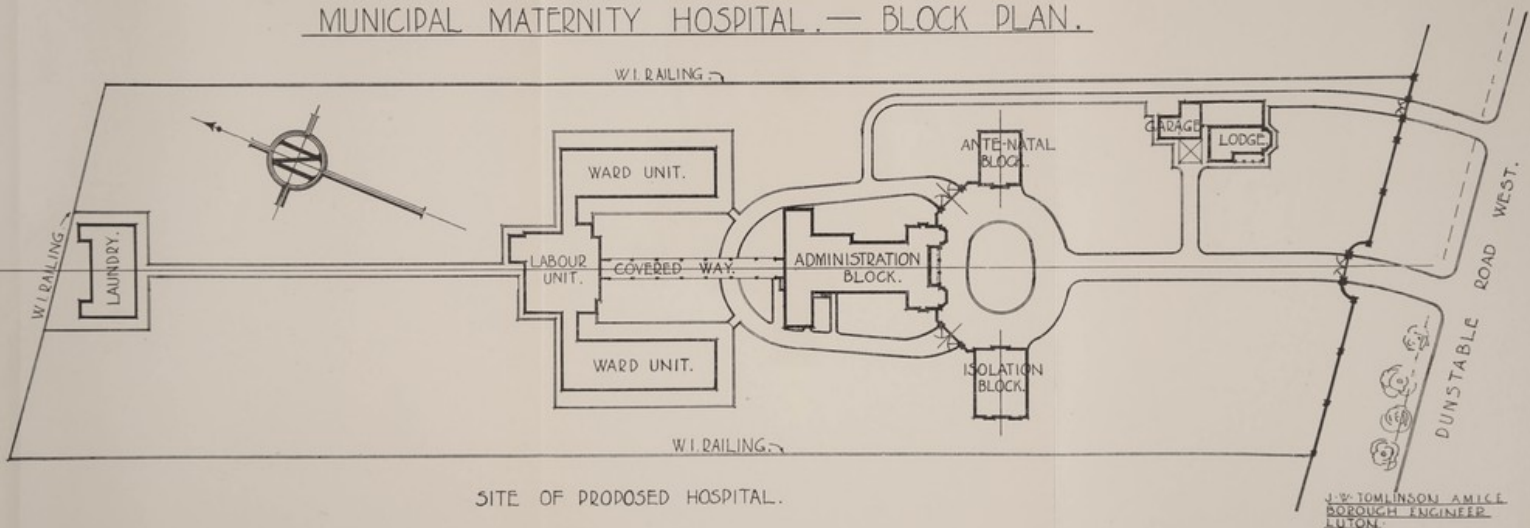 MUNICIPAL MATERNITY HOSPITAL. — BLOCK PLAN.
W.I. RAILING.
N
GARAGE
LODGE.
ANTE-NATAL
BLOCK.
WARD UNIT.
LAUNDRY.
W.I. RAILING
LABOUR
UNIT.
COVERED WAY.
ADMINISTRATION
BLOCK.
WARD UNIT.
ISOLATION
BLOCK.
DUNSTABLE ROAD WEST.
W.I. RAILING.
SITE OF PROPOSED HOSPITAL.
J.W. TOMLINSON A.M.I.C.E.
BOROUGH ENGINEER
LUTON.